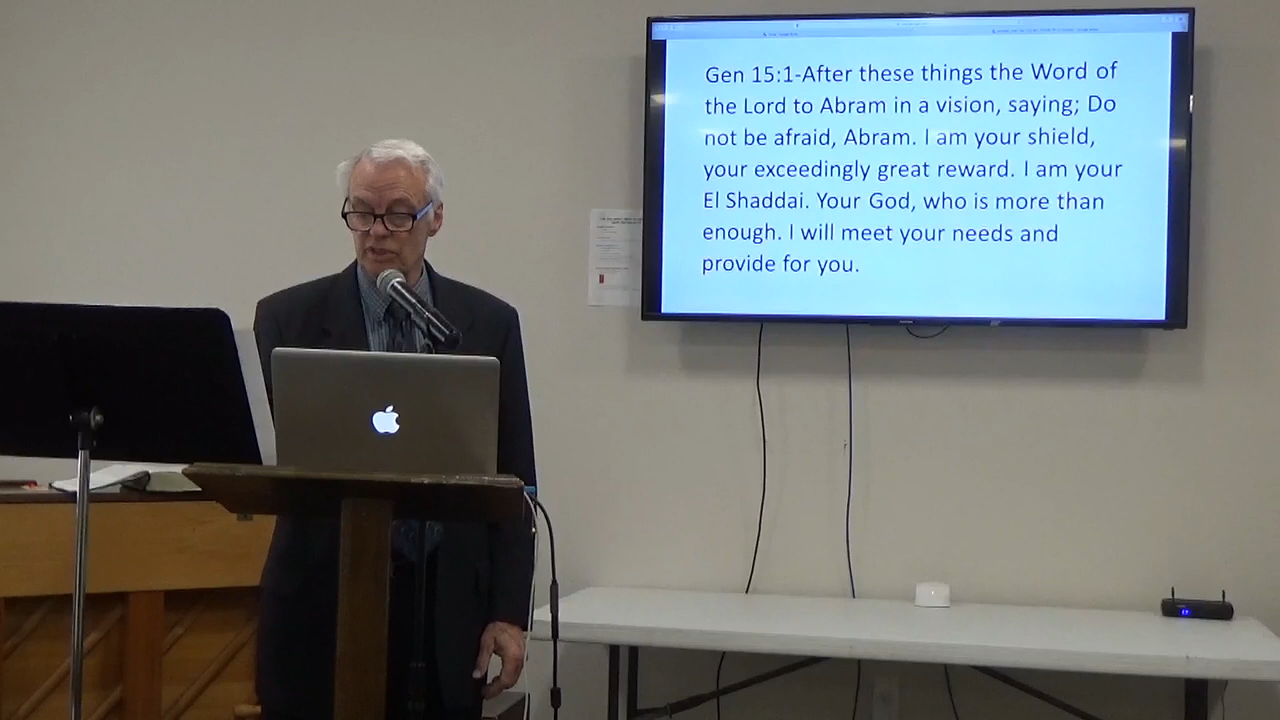 Gen 15:1-After these things the Word of
the Lord to Abram in a vision, saying; Do
not be afraid, Abram. I am your shield,
your exceedingly great reward. I am your
El Shaddai. Your God, who is more than
enough. I will meet your needs and
provide for you.